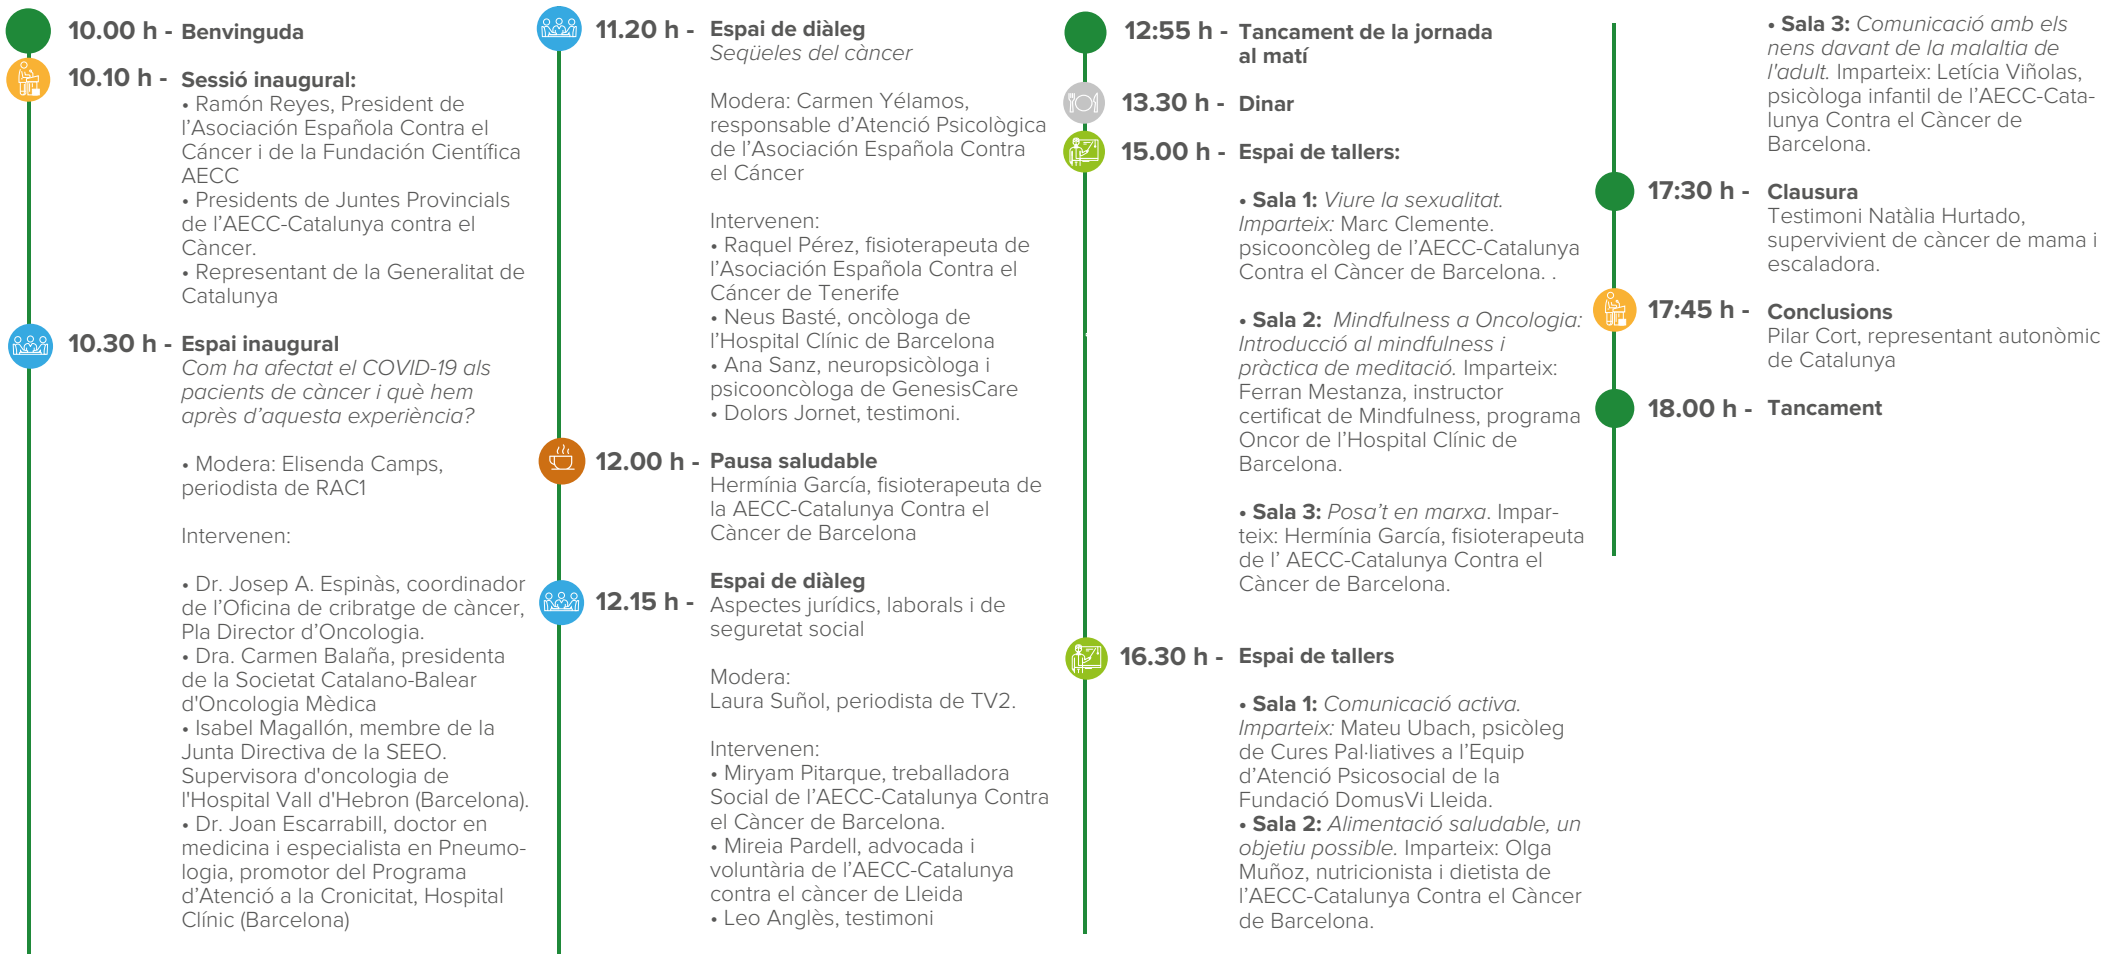 10.00 h - Benvinguda
10.10 h - Sessió inaugural:
• Ramón Reyes, President de
l'Asociación Española Contra el
Cáncer i de la Fundación Científica
AECC
• Presidents de Juntes Provincials
de l'AECC-Catalunya contra el
Càncer.
• Representant de la Generalitat de
Catalunya
10.30 h - Espai inaugural
Com ha afectat el COVID-19 als
pacients de càncer i què hem
après d'aquesta experiència?
• Modera: Elisenda Camps,
periodista de RAC1
Intervenen:
• Dr. Josep A. Espinàs, coordinador
de l'Oficina de cribratge de càncer,
Pla Director d'Oncologia.
• Dra. Carmen Balaña, presidenta
de la Societat Catalano-Balear
d'Oncologia Mèdica
• Isabel Magallón, membre de la
Junta Directiva de la SEEO.
Supervisora d'oncologia de
l'Hospital Vall d'Hebron (Barcelona).
• Dr. Joan Escarrabill, doctor en
medicina i especialista en Pneumo-
logia, promotor del Programa
d'Atenció a la Cronicitat, Hospital
Clínic (Barcelona)
11.20 h - Espai de diàleg
Seqüeles del càncer
Modera: Carmen Yélamos,
responsable d'Atenció Psicològica
de l'Asociación Española Contra
el Cáncer
Intervenen:
• Raquel Pérez, fisioterapeuta de
l'Asociación Española Contra el
Cáncer de Tenerife
• Neus Basté, oncòloga de
l'Hospital Clínic de Barcelona
• Ana Sanz, neuropsicòloga i
psicooncòloga de GenesisCare
• Dolors Jornet, testimoni.
12.00 h - Pausa saludable
Hermínia García, fisioterapeuta de
la AECC-Catalunya Contra el
Càncer de Barcelona
Espai de diàleg
12.15 h - Aspectes jurídics, laborals i de
seguretat social
Modera:
Laura Suñol, periodista de TV2.
Intervenen:
• Miryam Pitarque, treballadora
Social de l'AECC-Catalunya Contra
el Càncer de Barcelona.
• Mireia Pardell, advocada i
voluntària de l'AECC-Catalunya
contra el càncer de Lleida
• Leo Anglès, testimoni
12:55 h - Tancament de la jornada
al matí
13.30 h - Dinar
15.00 h - Espai de tallers:
• Sala 1: Viure la sexualitat.
Imparteix: Marc Clemente.
psicooncòleg de l'AECC-Catalunya
Contra el Càncer de Barcelona. .
• Sala 2: Mindfulness a Oncologia:
Introducció al mindfulness i
pràctica de meditació. Imparteix:
Ferran Mestanza, instructor
certificat de Mindfulness, programa
Oncor de l'Hospital Clínic de
Barcelona.
• Sala 3: Posa't en marxa. Impar-
teix: Hermínia García, fisioterapeuta
de l' AECC-Catalunya Contra el
Càncer de Barcelona.
16.30 h - Espai de tallers
• Sala 1: Comunicació activa.
Imparteix: Mateu Ubach, psicòleg
de Cures Pal·liatives a l'Equip
d'Atenció Psicosocial de la
Fundació DomusVi Lleida.
• Sala 2: Alimentació saludable, un
objetiu possible. Imparteix: Olga
Muñoz, nutricionista i dietista de
l'AECC-Catalunya Contra el Càncer
de Barcelona.
• Sala 3: Comunicació amb els
nens davant de la malaltia de
l'adult. Imparteix: Letícia Viñolas,
psicòloga infantil de l'AECC-Cata-
lunya Contra el Càncer de
Barcelona.
17:30 h - Clausura
Testimoni Natàlia Hurtado,
supervivient de càncer de mama i
escaladora.
17:45 h - Conclusions
Pilar Cort, representant autonòmic
de Catalunya
18.00 h - Tancament